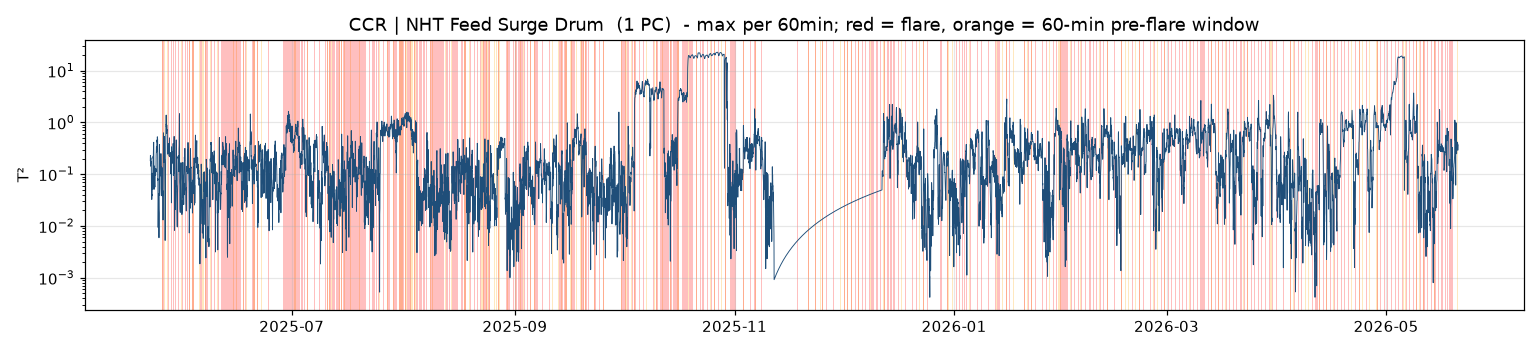 CCR | NHT Feed Surge Drum  (1 PC)  - max per 60min; red = flare, orange = 60-min pre-flare window
T²
10¹
10⁰
10⁻¹
10⁻²
10⁻³
2025-07 2025-09 2025-11 2026-01 2026-03 2026-05